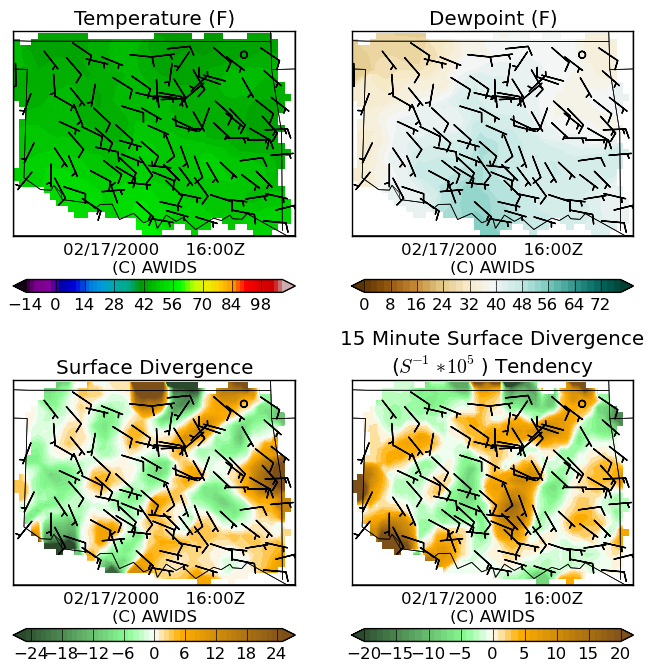 Temperature (F)
Dewpoint (F)
02/17/2000 16:00Z
(C) AWIDS
02/17/2000 16:00Z
(C) AWIDS
−14 0 14 28 42 56 70 84 98
0 8 16 24 32 40 48 56 64 72
Surface Divergence
15 Minute Surface Divergence
(S⁻¹ *10⁵ ) Tendency
02/17/2000 16:00Z
(C) AWIDS
02/17/2000 16:00Z
(C) AWIDS
−24 −18 −12 −6 0 6 12 18 24
−20 −15 −10 −5 0 5 10 15 20